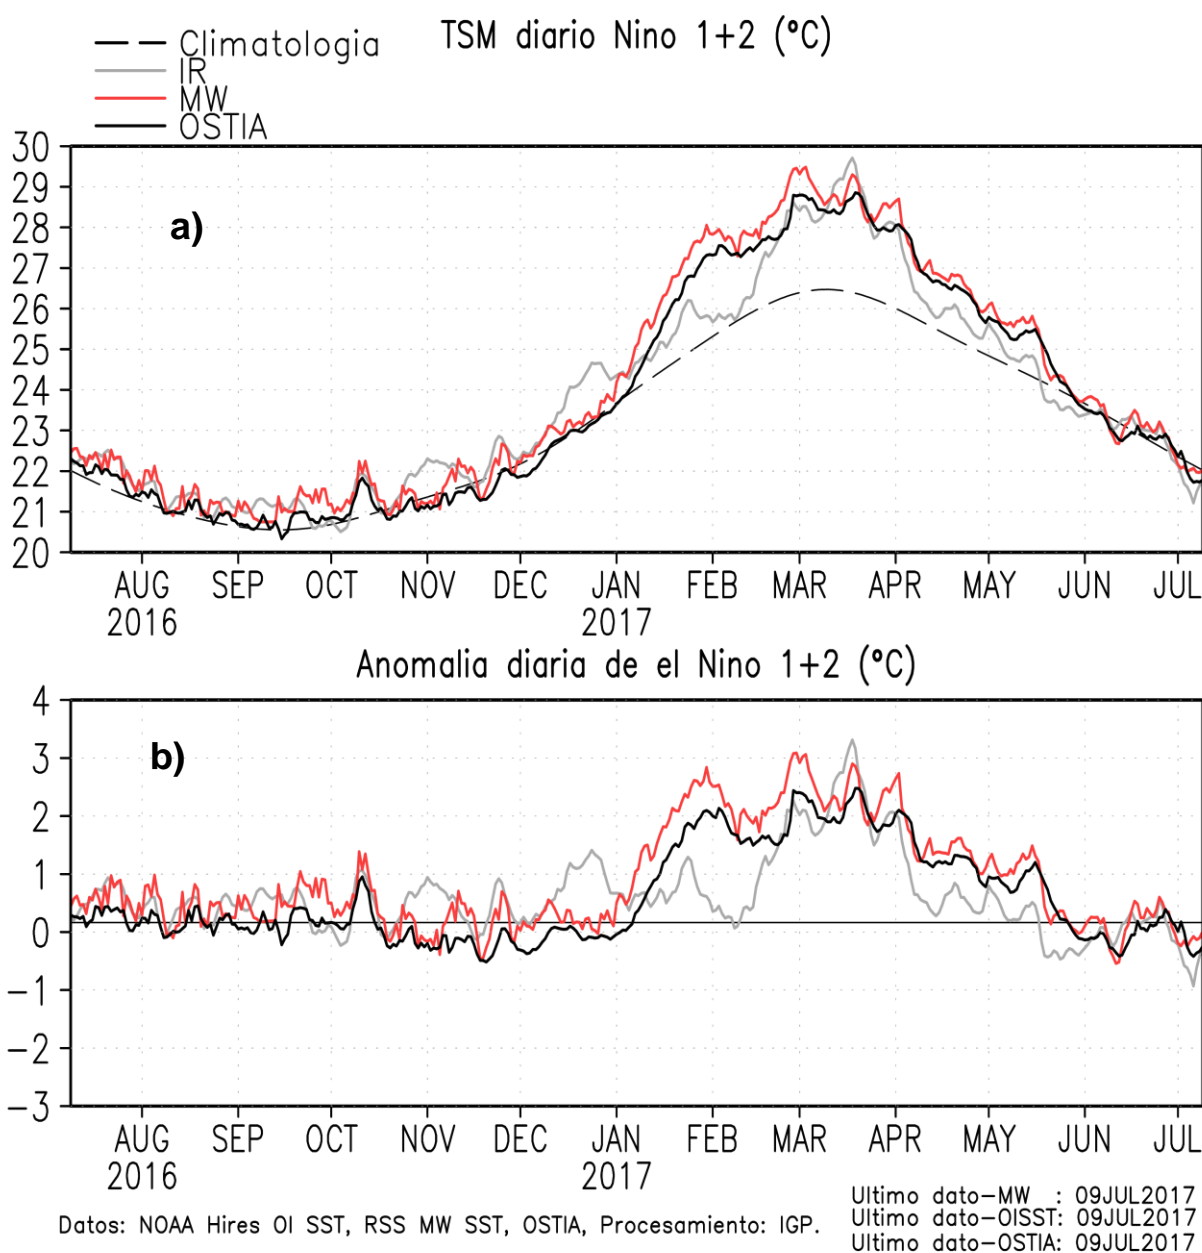 TSM diario Nino 1+2 (ºC)
Climatologia
IR
MW
OSTIA
30
29
28
27
26
25
24
23
22
21
20
a)
AUG SEP OCT NOV DEC JAN FEB MAR APR MAY JUN JUL
2016 2017
Anomalia diaria de el Nino 1+2 (ºC)
4
3
2
1
0
−1
−2
−3
b)
AUG SEP OCT NOV DEC JAN FEB MAR APR MAY JUN JUL
2016 2017
Datos: NOAA Hires OI SST, RSS MW SST, OSTIA, Procesamiento: IGP.
Ultimo dato−MW : 09JUL2017
Ultimo dato−OISST: 09JUL2017
Ultimo dato−OSTIA: 09JUL2017